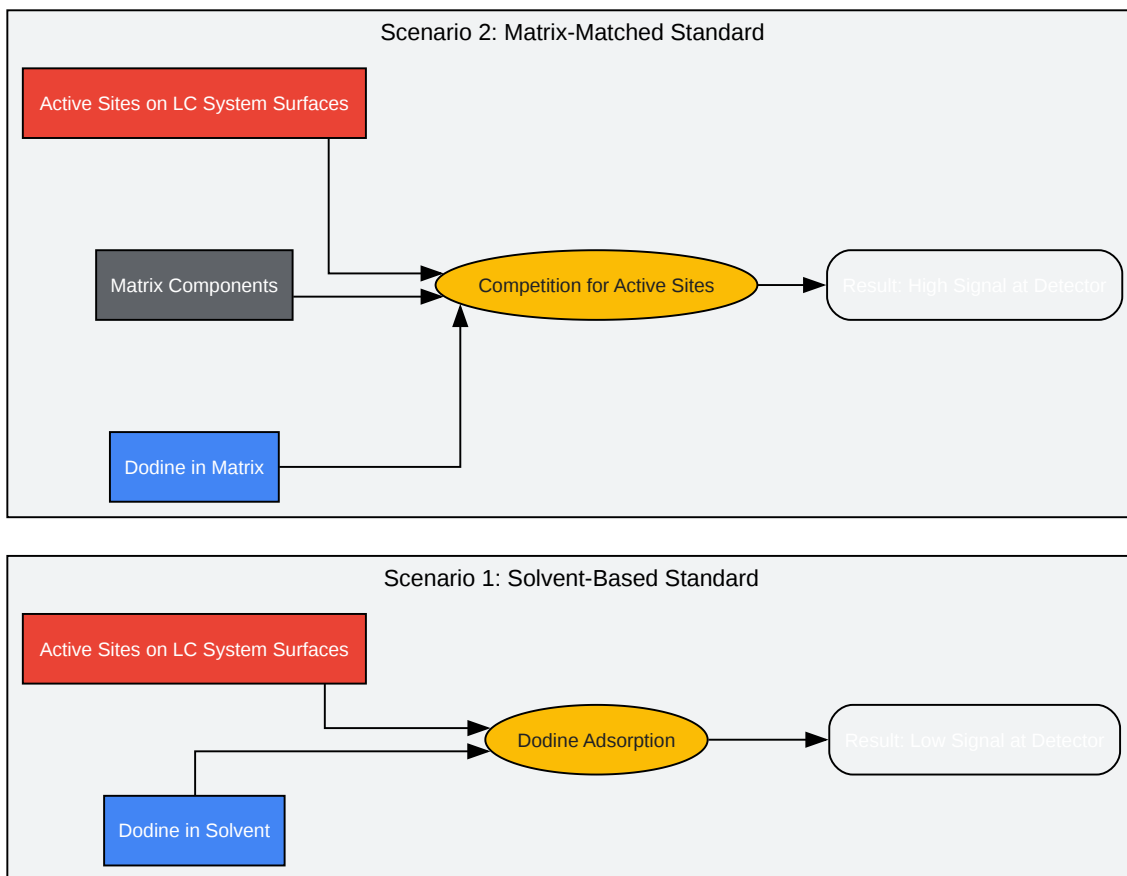 Scenario 2: Matrix-Matched Standard
Active Sites on LC System Surfaces
Matrix Components
Competition for Active Sites
Result: High Signal at Detector
Dodine in Matrix
Scenario 1: Solvent-Based Standard
Active Sites on LC System Surfaces
Dodine Adsorption
Result: Low Signal at Detector
Dodine in Solvent